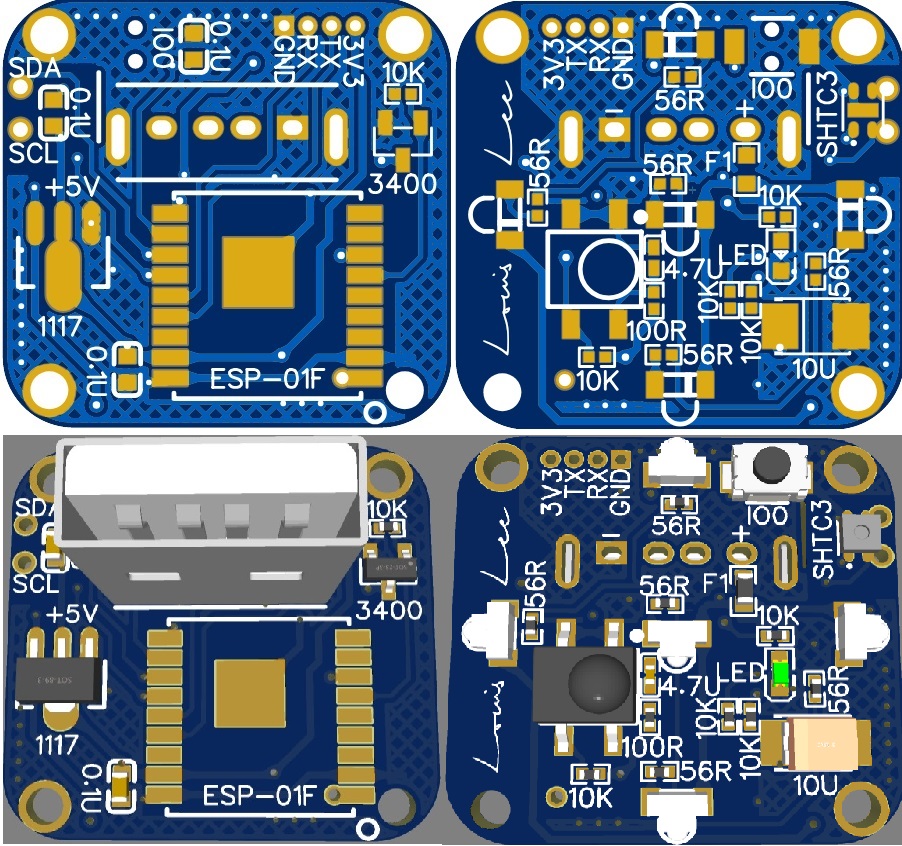 IO0
0.1U
GND
RX
TX
3V3
SDA
0.1U
SCL
10K
3400
+5V
1117
0.1U
ESP-01F
3V3
TX
RX
GND
56R
IO0
SHTC3
Lee
56R
56R
F1
-
+
10K
LED
56R
4.7U
10K
10K
100R
56R
10K
10U
Louis
SDA
SCL
10K
3400
+5V
1117
0.1U
ESP-01F
3V3
TX
RX
GND
56R
IO0
SHTC3
Lee
56R
56R
F1
-
+
10K
LED
56R
4.7U
10K
10K
100R
56R
10K
10U
Louis